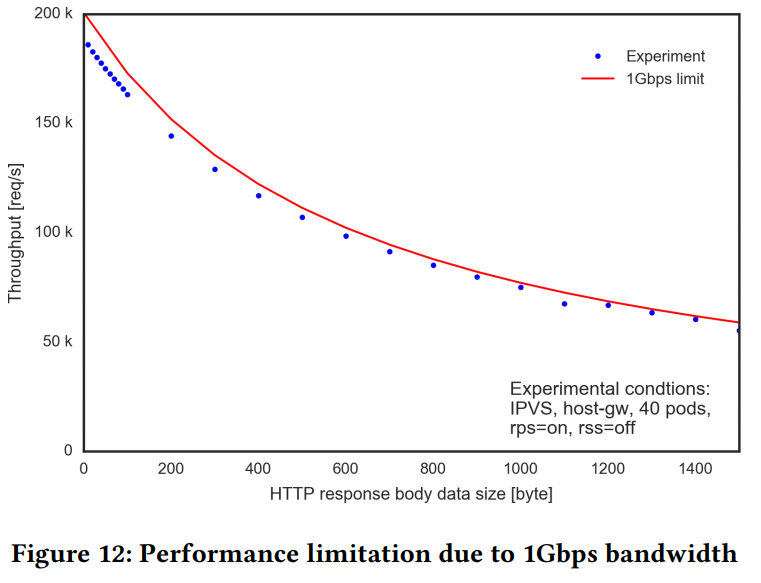 200 k
150 k
100 k
50 k
0
Throughput [req/s]
Experiment
1Gbps limit
Experimental condtions:
IPVS, host-gw, 40 pods,
rps=on, rss=off
0 200 400 600 800 1000 1200 1400
HTTP response body data size [byte]
Figure 12: Performance limitation due to 1Gbps bandwidth